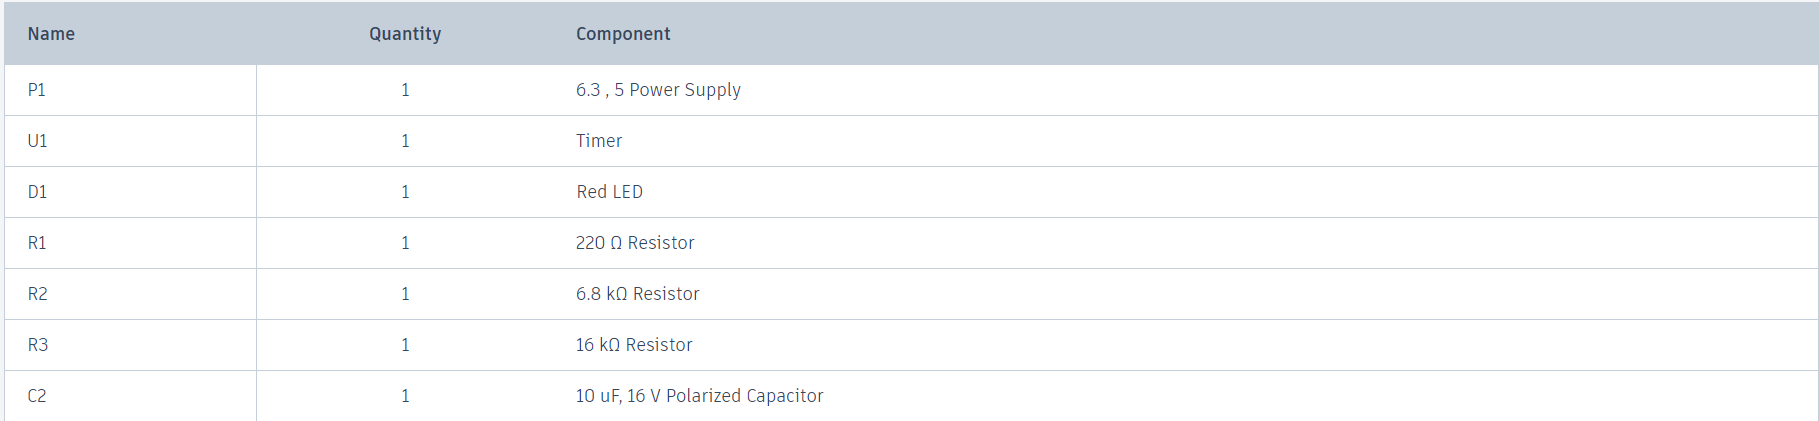 Name Quantity Component
P1 1 6.3 , 5 Power Supply
U1 1 Timer
D1 1 Red LED
R1 1 220 Ω Resistor
R2 1 6.8 kΩ Resistor
R3 1 16 kΩ Resistor
C2 1 10 uF, 16 V Polarized Capacitor